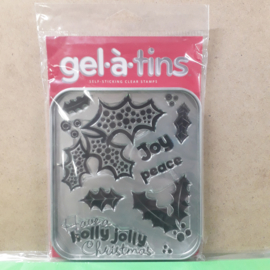 gel·à·tins
SELF STICKING CLEAR STAMPS
Joy
peace
Have a
holly jolly
Christmas